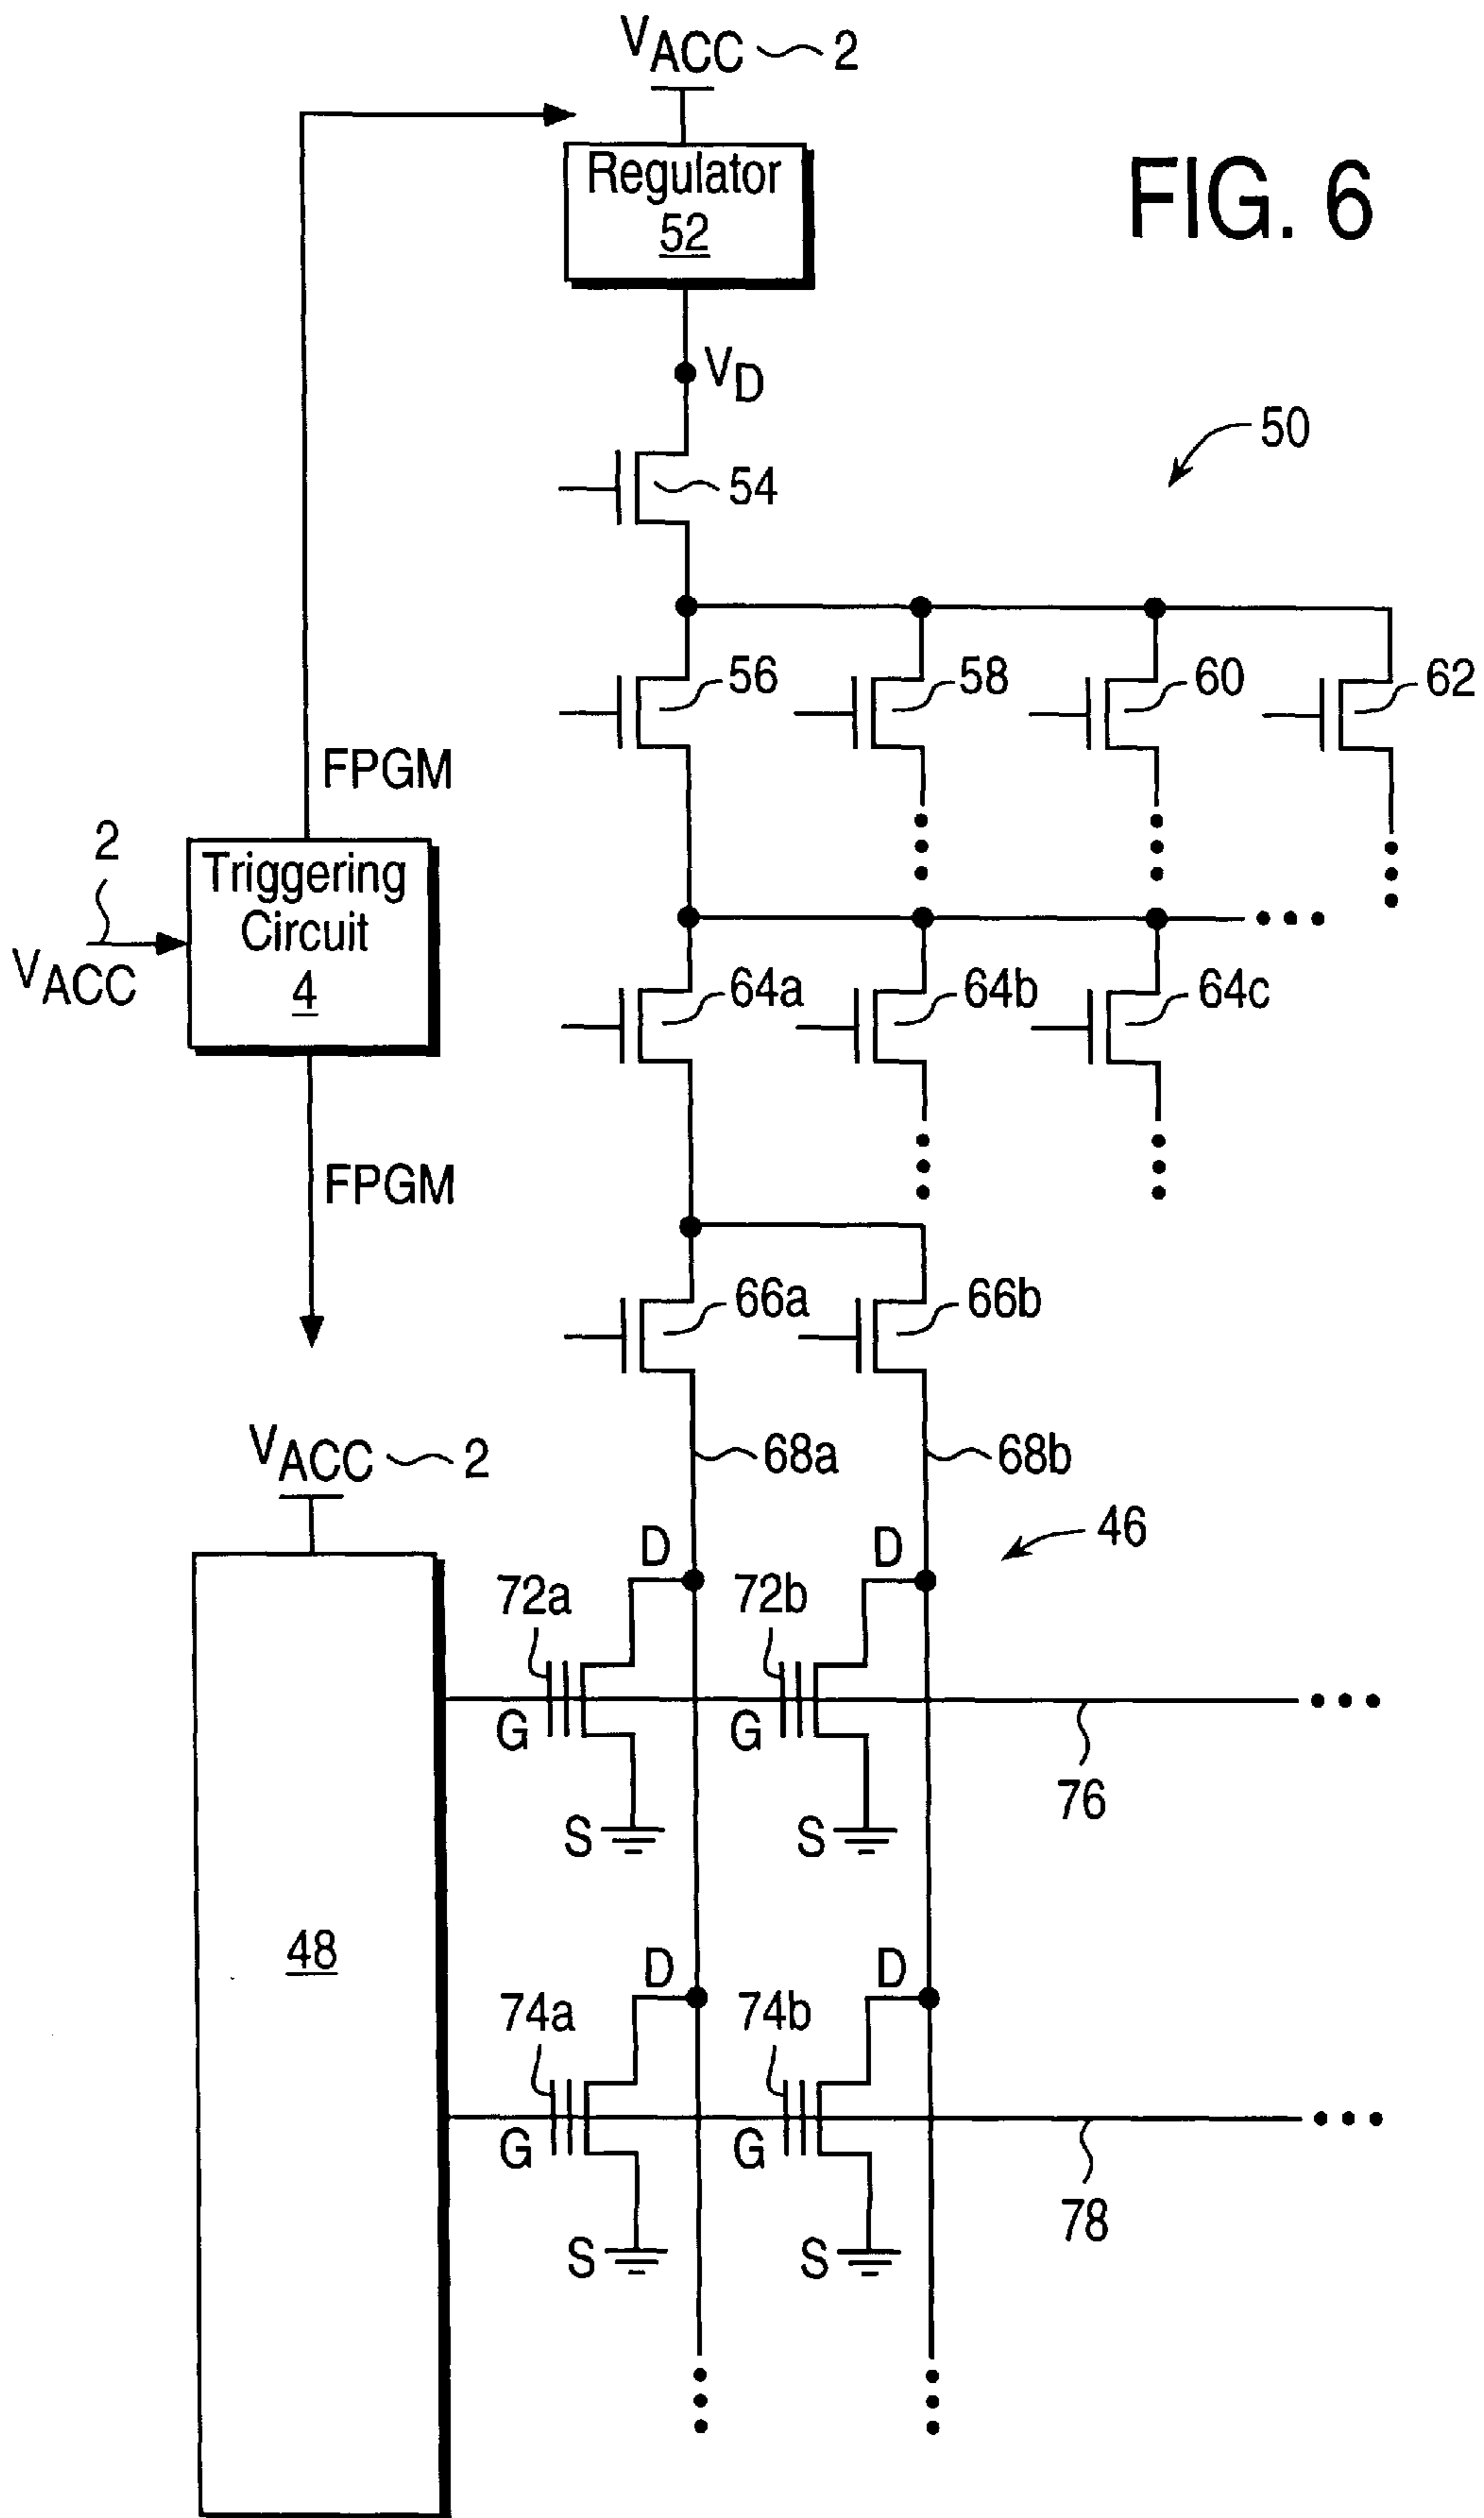 VACC 2
Regulator
52
FIG. 6
VD
50
54
56
58
60
62
FPGM
2
Triggering
Circuit
4
VACC
64a
64b
64c
FPGM
66a
66b
VACC 2
68a
68b
46
D
D
72a
72b
G
G
76
S
S
48
D
D
74a
74b
G
G
78
S
S